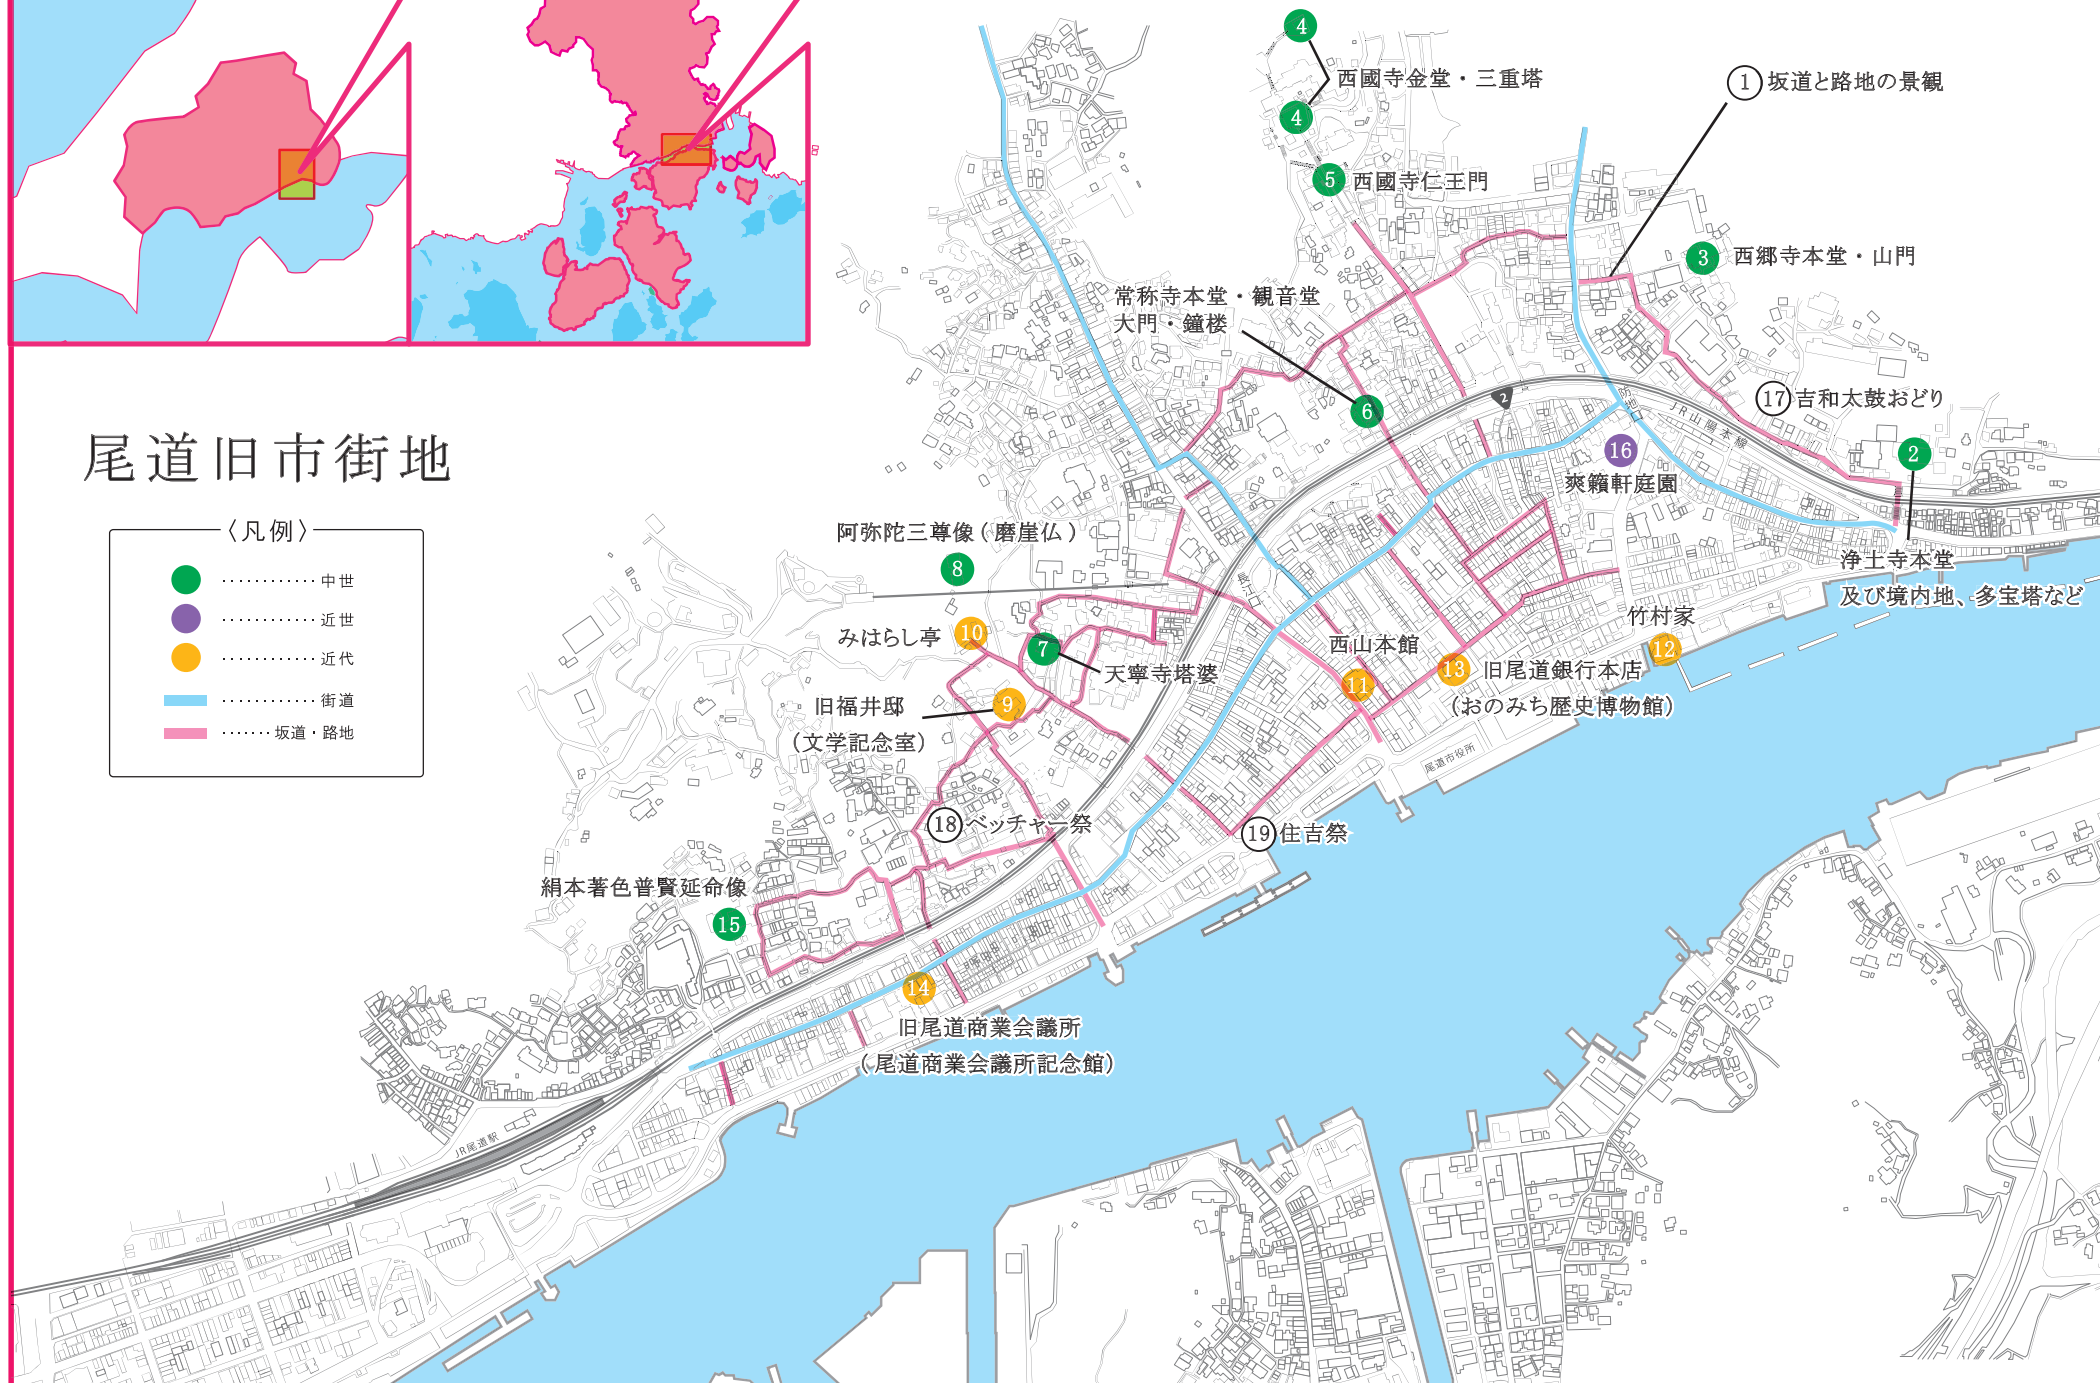 4
西國寺金堂・三重塔
4
5
西國寺仁王門
1 坂道と路地の景観
3
西郷寺本堂・山門
常称寺本堂・観音堂
大門・鐘楼
6
2
JR山陽本線
防地口
17 吉和太鼓おどり
16
爽籟軒庭園
2
浄土寺本堂
及び境内地、多宝塔など
尾道旧市街地
〈凡例〉
............ 中世
............ 近世
............ 近代
............ 街道
....... 坂道・路地
阿弥陀三尊像（磨崖仏）
8
長江口
みはらし亭
10
7
天寧寺塔婆
旧福井邸
（文学記念室）
9
西山本館
11
13
旧尾道銀行本店
（おのみち歴史博物館）
竹村家
12
尾道市役所
18 ベッチャー祭
19 住吉祭
絹本著色普賢延命像
15
14
旧尾道商業会議所
（尾道商業会議所記念館）
JR尾道駅